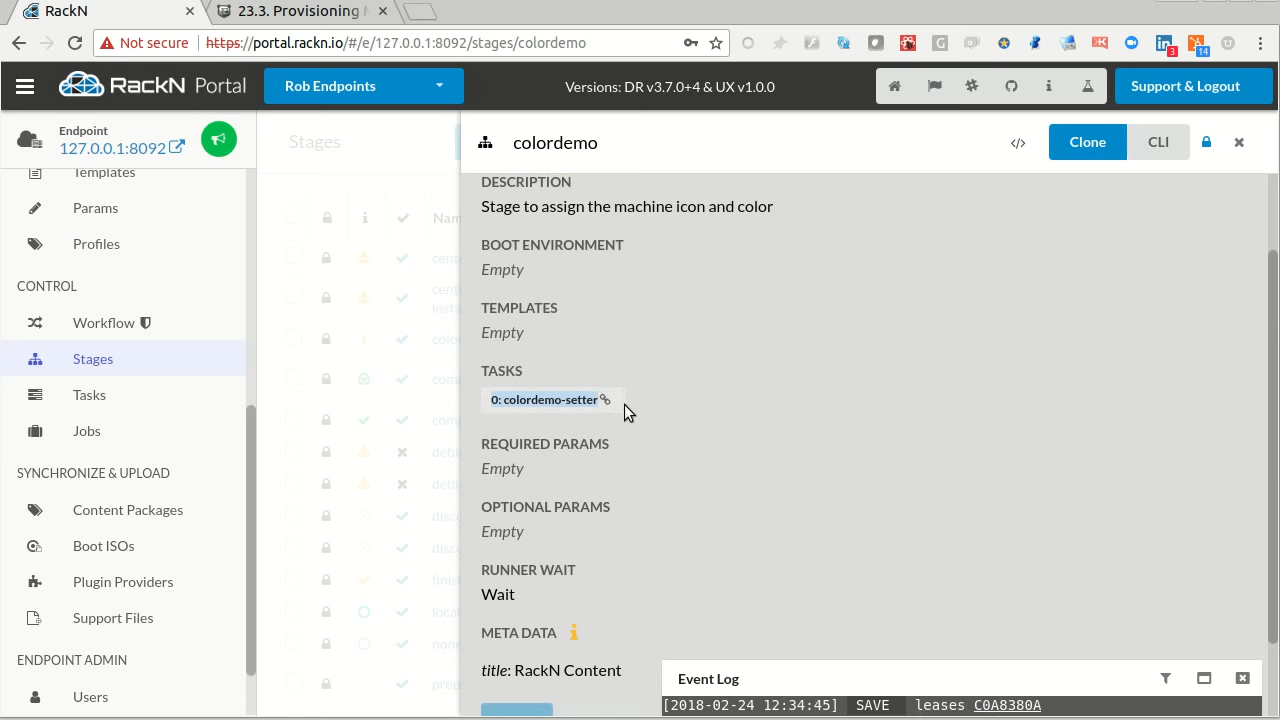 RackN
23.3. Provisioning
Not secure https://portal.rackn.io/#/e/127.0.0.1:8092/stages/colordemo
3
14
RackN Portal
Rob Endpoints
Versions: DR v3.7.0+4 & UX v1.0.0
Support & Logout
Endpoint
127.0.0.1:8092
Templates
Params
Profiles
CONTROL
Workflow
Stages
Tasks
Jobs
SYNCHRONIZE & UPLOAD
Content Packages
Boot ISOs
Plugin Providers
Support Files
ENDPOINT ADMIN
Users
Stages
colordemo
</>
Clone
CLI
DESCRIPTION
Stage to assign the machine icon and color
BOOT ENVIRONMENT
Empty
TEMPLATES
Empty
TASKS
0: colordemo-setter
REQUIRED PARAMS
Empty
OPTIONAL PARAMS
Empty
RUNNER WAIT
Wait
META DATA
title: RackN Content
Event Log
[2018-02-24 12:34:45] SAVE leases C0A8380A